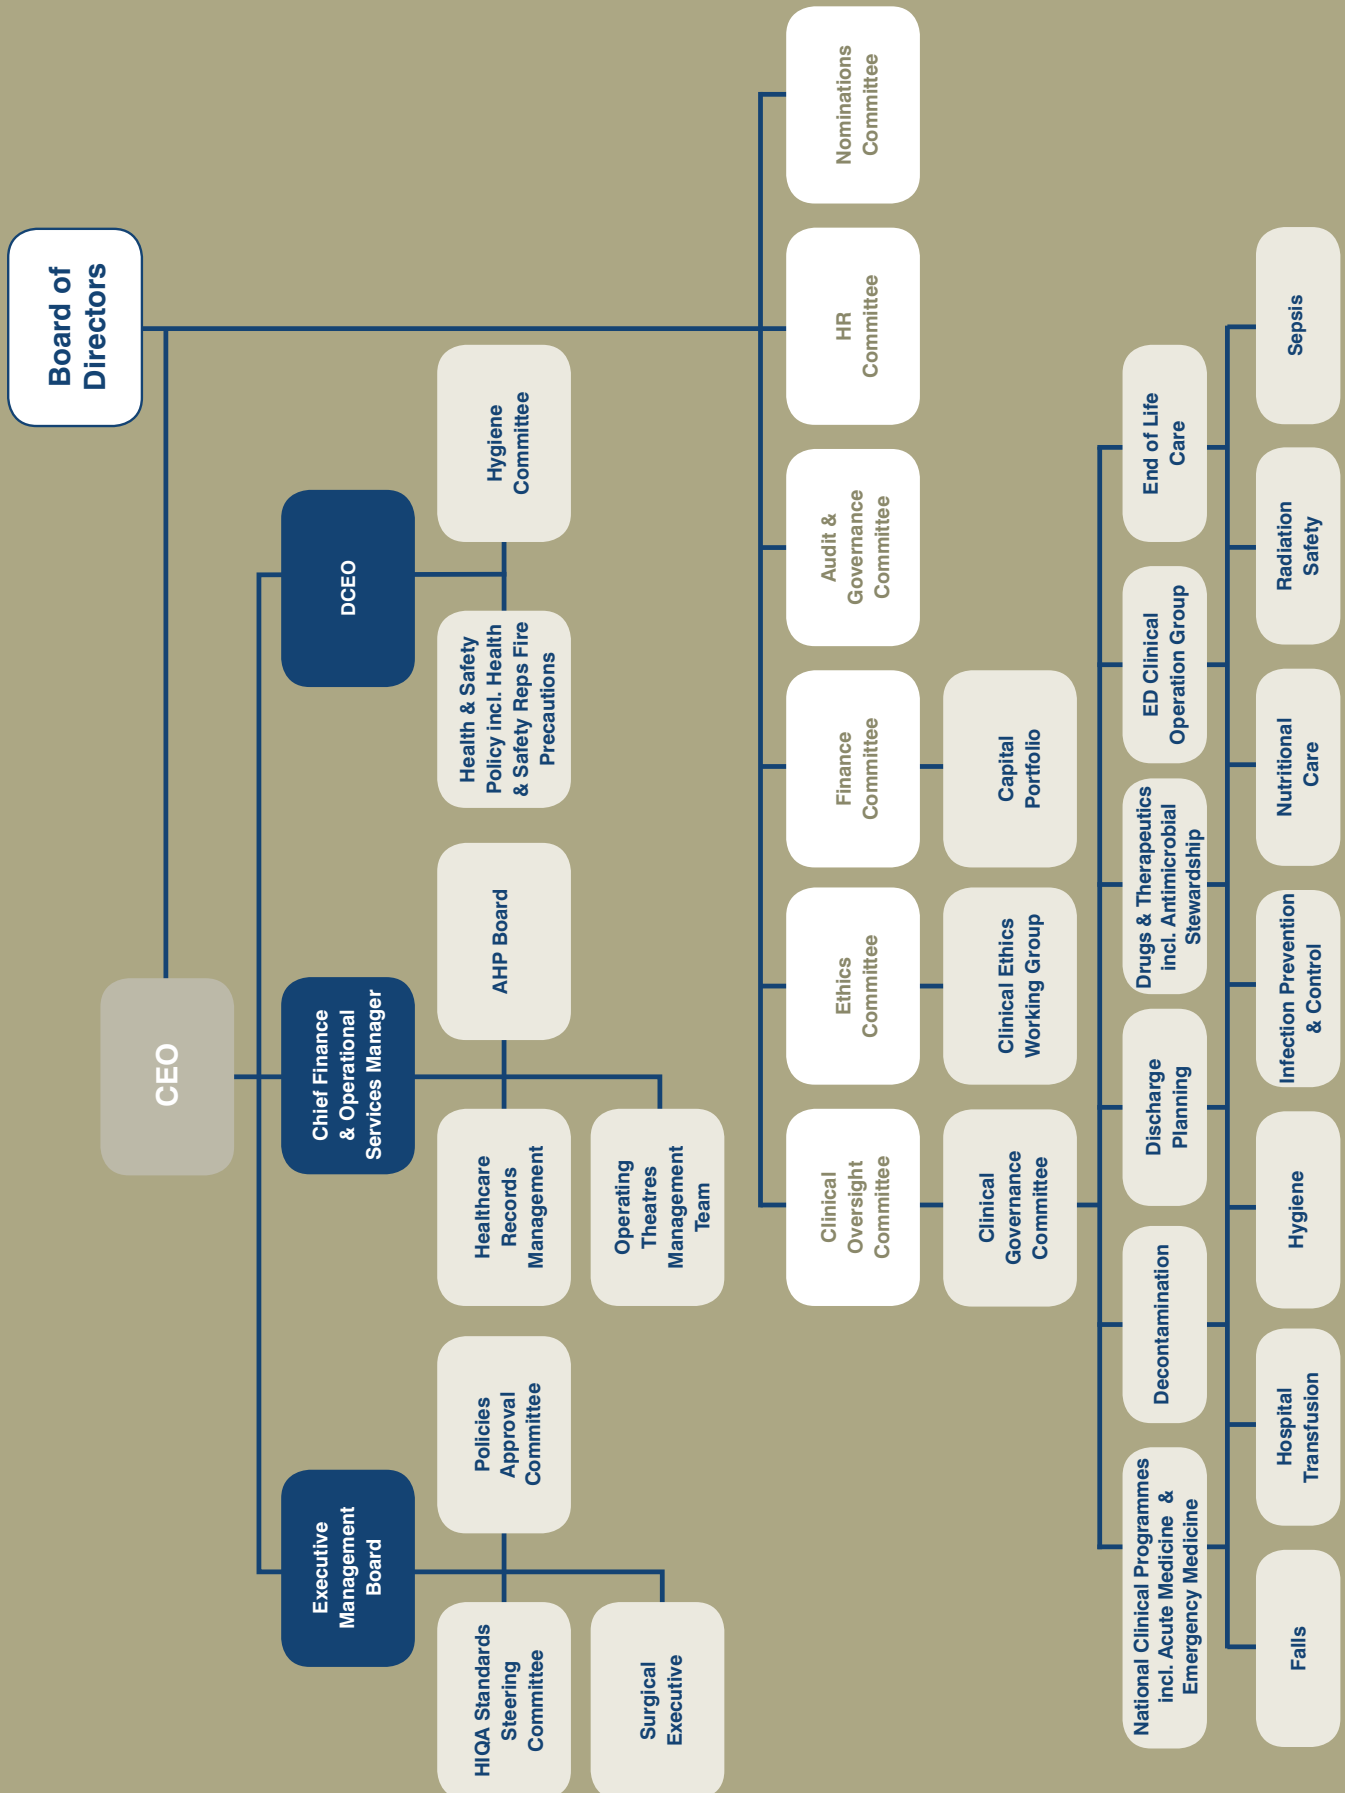 Board of
Directors
CEO
Executive
Management
Board
Chief Finance
& Operational
Services Manager
DCEO
HIQA Standards
Steering
Committee
Policies
Approval
Committee
Healthcare
Records
Management
AHP Board
Health & Safety
Policy incl. Health
& Safety Reps Fire
Precautions
Hygiene
Committee
Surgical
Executive
Operating
Theatres
Management
Team
Clinical
Oversight
Committee
Ethics
Committee
Finance
Committee
Audit &
Governance
Committee
HR
Committee
Nominations
Committee
Clinical
Governance
Committee
Clinical Ethics
Working Group
Capital
Portfolio
National Clinical Programmes
incl. Acute Medicine &
Emergency Medicine
Decontamination
Discharge
Planning
Drugs & Therapeutics
incl. Antimicrobial
Stewardship
ED Clinical
Operation Group
End of Life
Care
Falls
Hospital
Transfusion
Hygiene
Infection Prevention
& Control
Nutritional
Care
Radiation
Safety
Sepsis